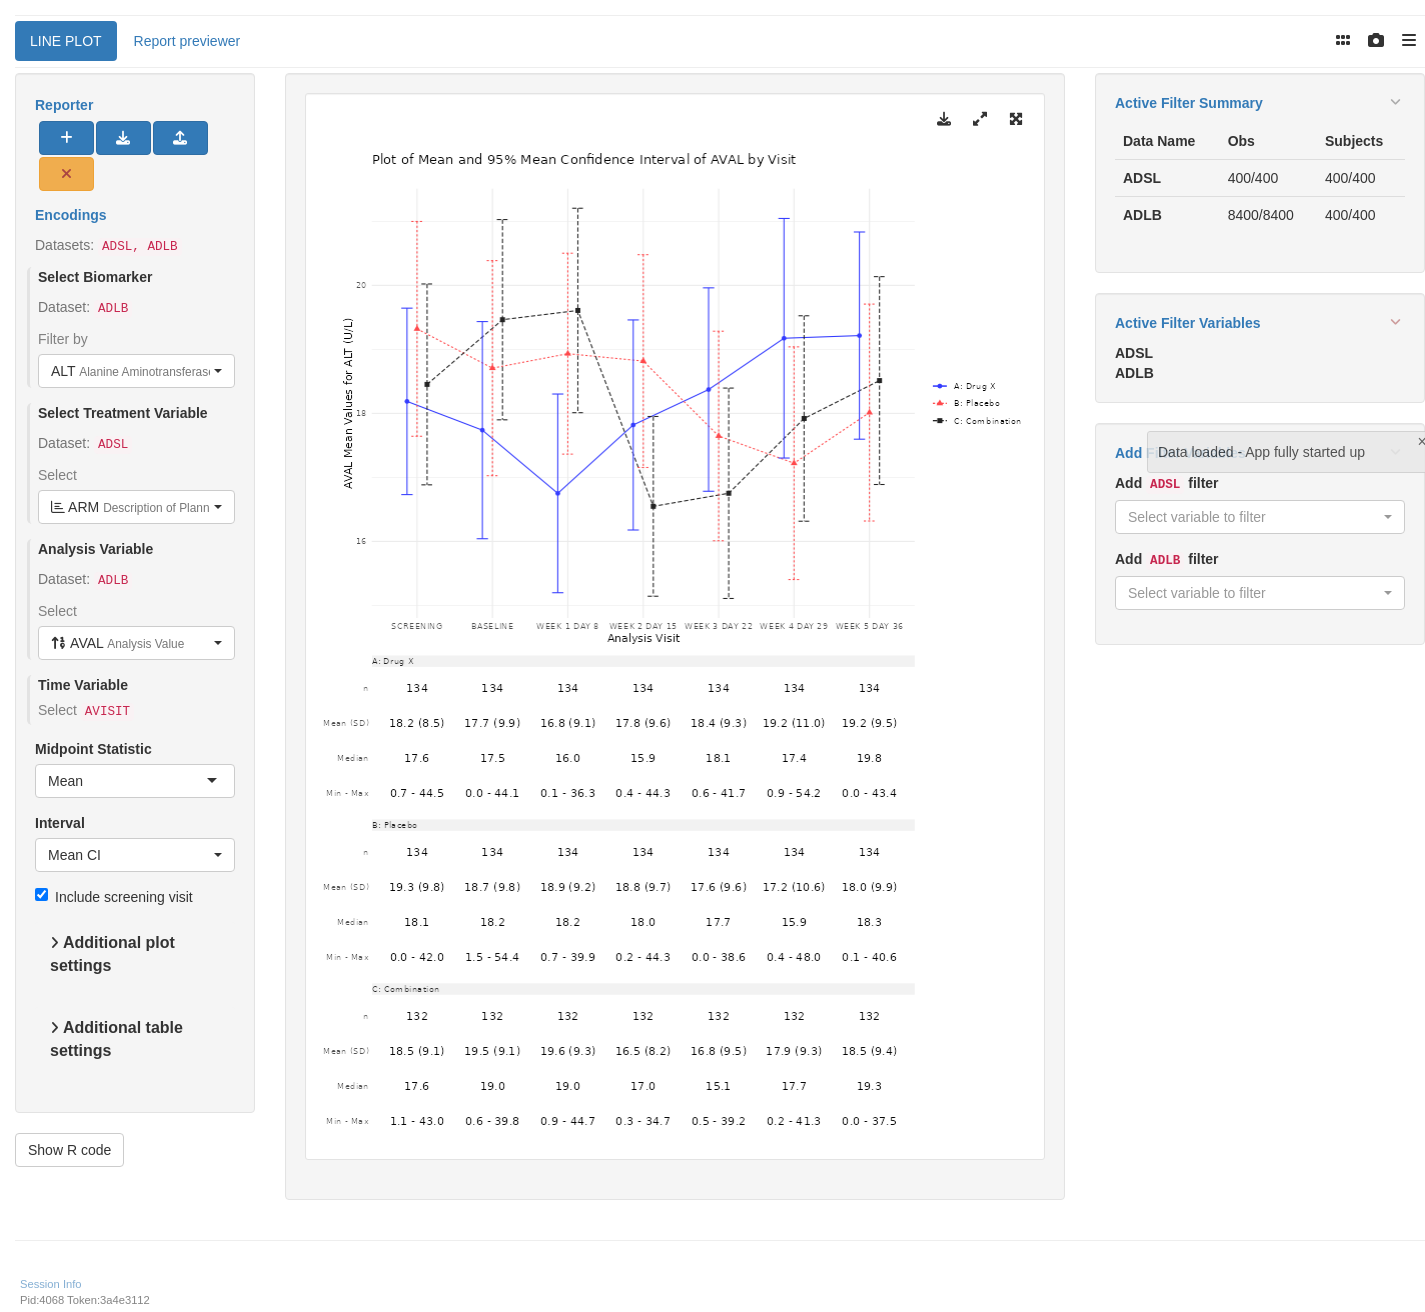 LINE PLOT
Report previewer
Reporter
Encodings
Datasets: ADSL, ADLB
Select Biomarker
Dataset: ADLB
Filter by
ALT Alanine Aminotransferase
Select Treatment Variable
Dataset: ADSL
Select
ARM Description of Plann
Analysis Variable
Dataset: ADLB
Select
AVAL Analysis Value
Time Variable
Select AVISIT
Midpoint Statistic
Mean
Interval
Mean CI
Include screening visit
Additional plot
settings
Additional table
settings
Show R code
Plot of Mean and 95% Mean Confidence Interval of AVAL by Visit
AVAL Mean Values for ALT (U/L)
20
18
16
SCREENING BASELINE WEEK 1 DAY 8 WEEK 2 DAY 15 WEEK 3 DAY 22 WEEK 4 DAY 29 WEEK 5 DAY 36
Analysis Visit
A: Drug X
B: Placebo
C: Combination
A: Drug X
n 134 134 134 134 134 134 134
Mean (SD) 18.2 (8.5) 17.7 (9.9) 16.8 (9.1) 17.8 (9.6) 18.4 (9.3) 19.2 (11.0) 19.2 (9.5)
Median 17.6 17.5 16.0 15.9 18.1 17.4 19.8
Min - Max 0.7 - 44.5 0.0 - 44.1 0.1 - 36.3 0.4 - 44.3 0.6 - 41.7 0.9 - 54.2 0.0 - 43.4
B: Placebo
n 134 134 134 134 134 134 134
Mean (SD) 19.3 (9.8) 18.7 (9.8) 18.9 (9.2) 18.8 (9.7) 17.6 (9.6) 17.2 (10.6) 18.0 (9.9)
Median 18.1 18.2 18.2 18.0 17.7 15.9 18.3
Min - Max 0.0 - 42.0 1.5 - 54.4 0.7 - 39.9 0.2 - 44.3 0.0 - 38.6 0.4 - 48.0 0.1 - 40.6
C: Combination
n 132 132 132 132 132 132 132
Mean (SD) 18.5 (9.1) 19.5 (9.1) 19.6 (9.3) 16.5 (8.2) 16.8 (9.5) 17.9 (9.3) 18.5 (9.4)
Median 17.6 19.0 19.0 17.0 15.1 17.7 19.3
Min - Max 1.1 - 43.0 0.6 - 39.8 0.9 - 44.7 0.3 - 34.7 0.5 - 39.2 0.2 - 41.3 0.0 - 37.5
Active Filter Summary
Data Name Obs Subjects
ADSL 400/400 400/400
ADLB 8400/8400 400/400
Active Filter Variables
ADSL
ADLB
Add
Data loaded - App fully started up
Add ADSL filter
Select variable to filter
Add ADLB filter
Select variable to filter
Session Info
Pid:4068 Token:3a4e3112